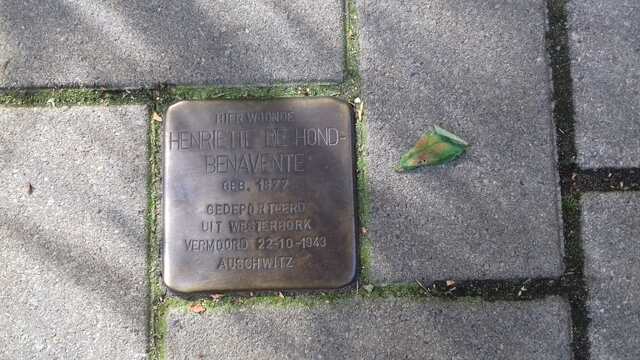 HIER WOONDE
HENRIETTE DE HOND-
BENAVENTE
GEB. 1877
GEDEPORTEERD
UIT WESTERBORK
VERMOORD 22-10-1943
AUSCHWITZ